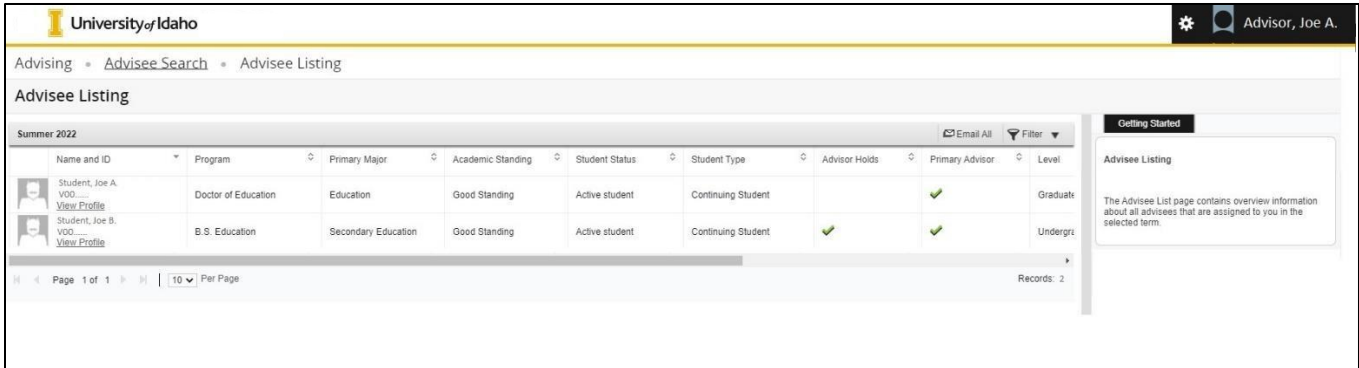 University of Idaho
Advisor, Joe A.
Advising • Advisee Search • Advisee Listing
Advisee Listing
Summer 2022 Email All Filter
Getting Started
Name and ID Program Primary Major Academic Standing Student Status Student Type Advisor Holds Primary Advisor Level
Student, Joe A.
V00......
View Profile
Doctor of Education Education Good Standing Active student Continuing Student Graduate
Student, Joe B.
V00......
View Profile
B.S. Education Secondary Education Good Standing Active student Continuing Student Undergra
Page 1 of 1 10 Per Page Records: 2
Advisee Listing
The Advisee List page contains overview information
about all advisees that are assigned to you in the
selected term.